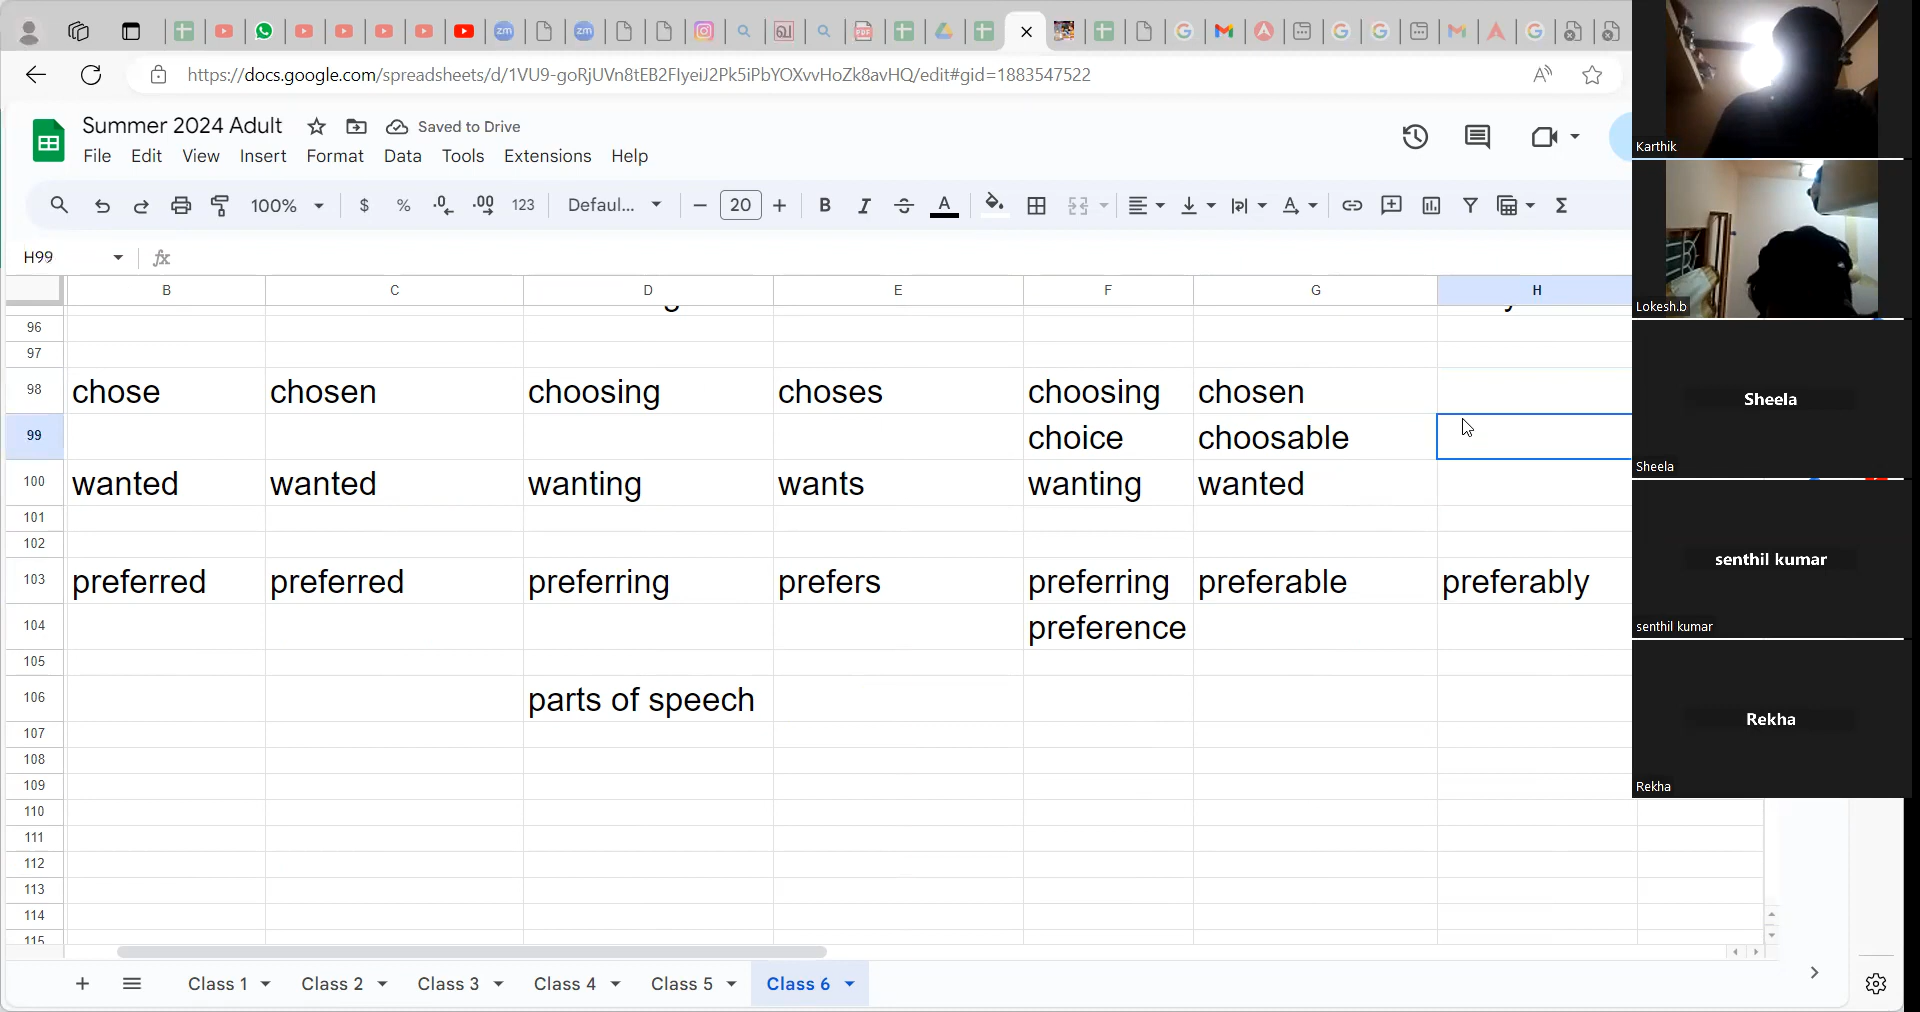 https://docs.google.com/spreadsheets/d/1VU9-goRjUVn8tEB2FIyeiJ2Pk5iPbYOXvvHoZk8avHQ/edit#gid=1883547522
Summer 2024 Adult
Saved to Drive
File Edit View Insert Format Data Tools Extensions Help
100% $ % .0 .00 123 Defaul... 20 B I A
H99 fx
B C D E F G H
96
97
98 chose chosen choosing choses choosing chosen
99 choice choosable
100 wanted wanted wanting wants wanting wanted
101
102
103 preferred preferred preferring prefers preferring preferable preferably
104 preference
105
106 parts of speech
107
108
109
110
111
112
113
114
115
Class 1 Class 2 Class 3 Class 4 Class 5 Class 6
Karthik
Lokesh.b
Sheela
Sheela
senthil kumar
senthil kumar
Rekha
Rekha